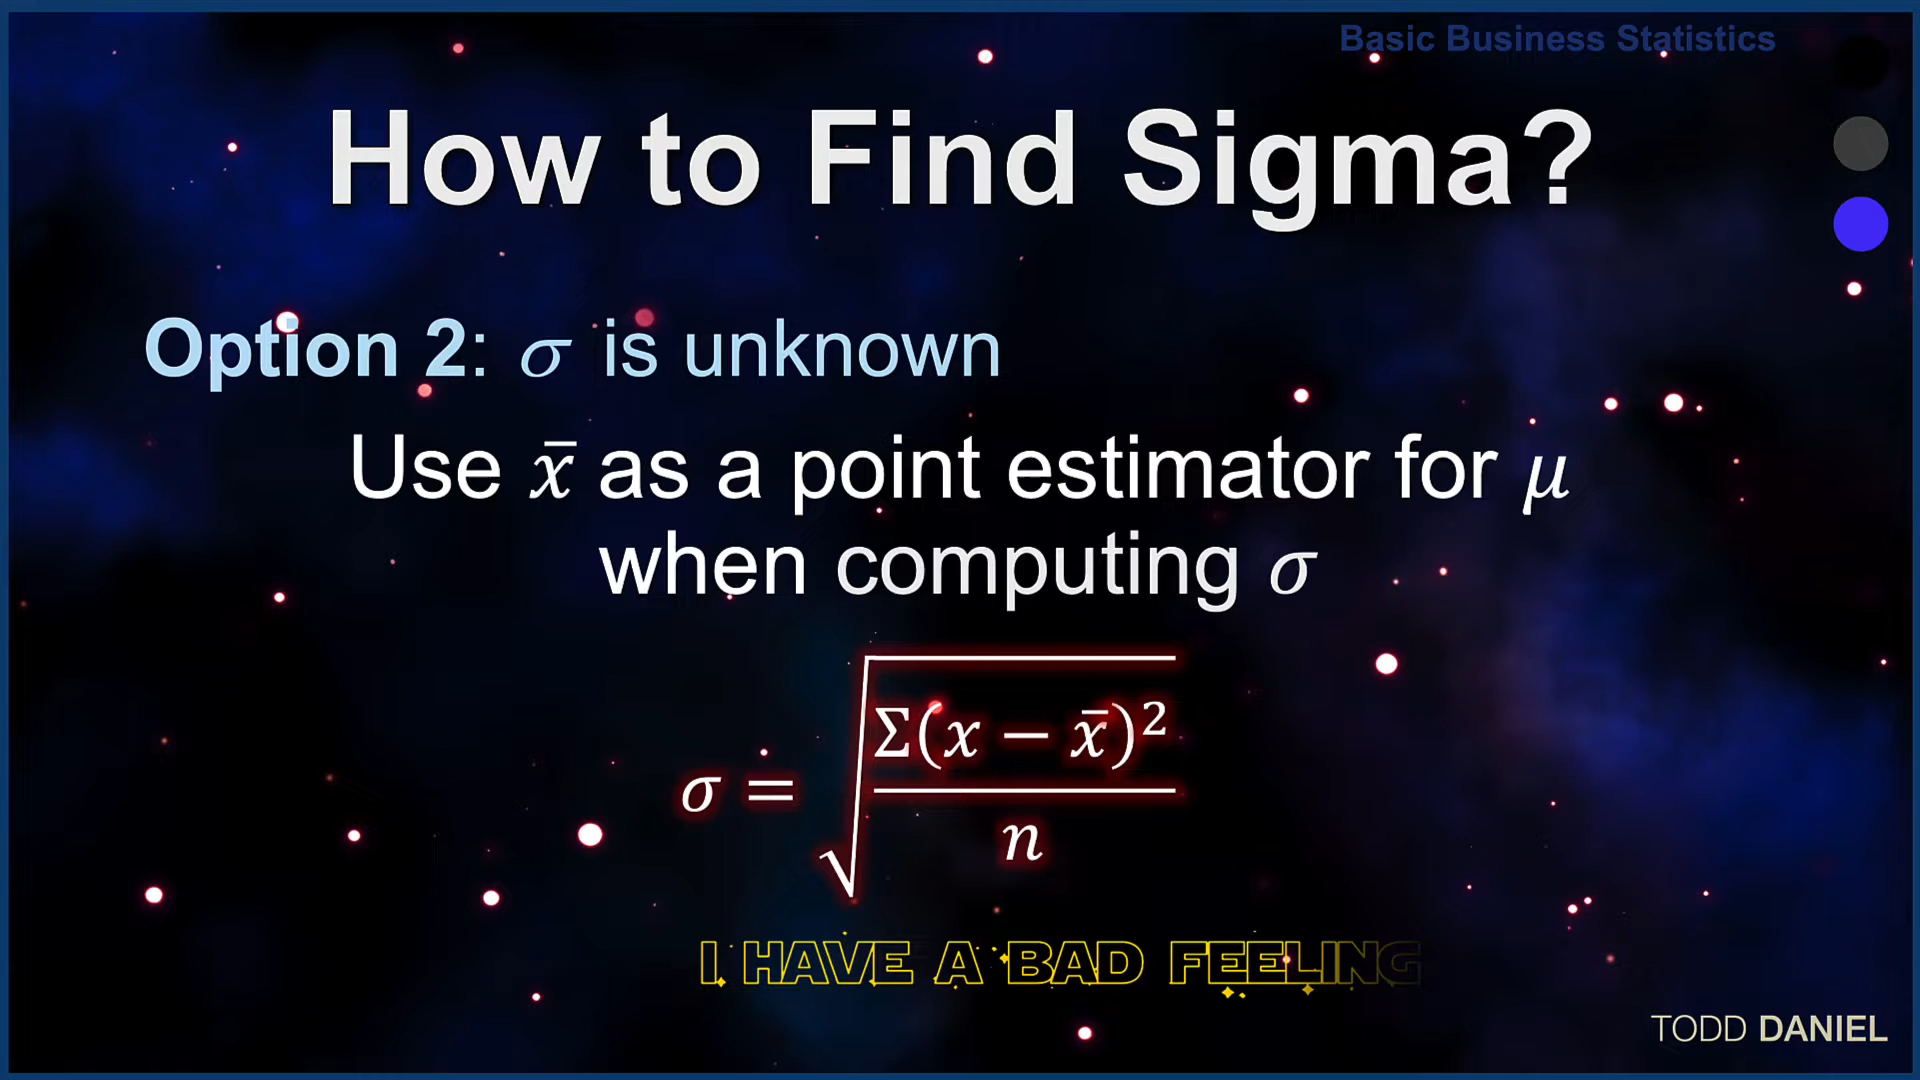 Basic Business Statistics
How to Find Sigma?
Option 2: σ is unknown
Use x̄ as a point estimator for μ
when computing σ
σ = √(Σ(x − x̄)² / n)
I HAVE A BAD FEELING
TODD DANIEL